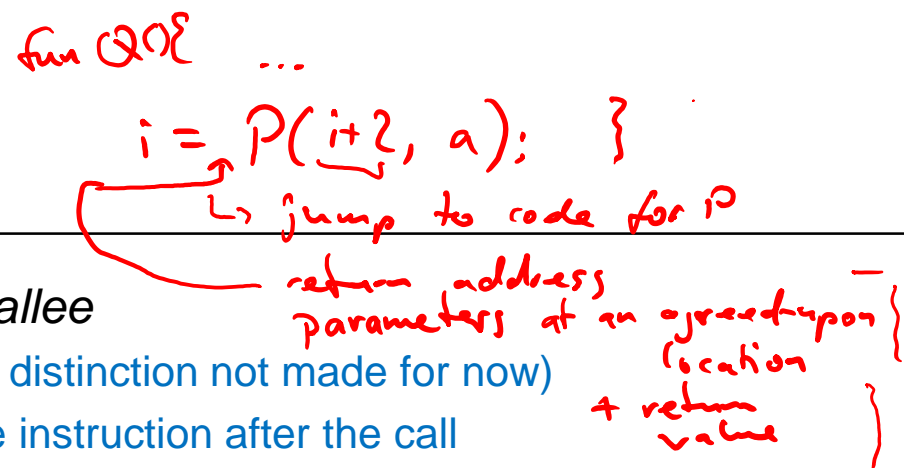 fun Q(){ ...
i = P(i+2, a); }
↳ jump to code for P
return address
allee
parameters at an agreed-upon
location
distinction not made for now)
+ return
e instruction after the call
value